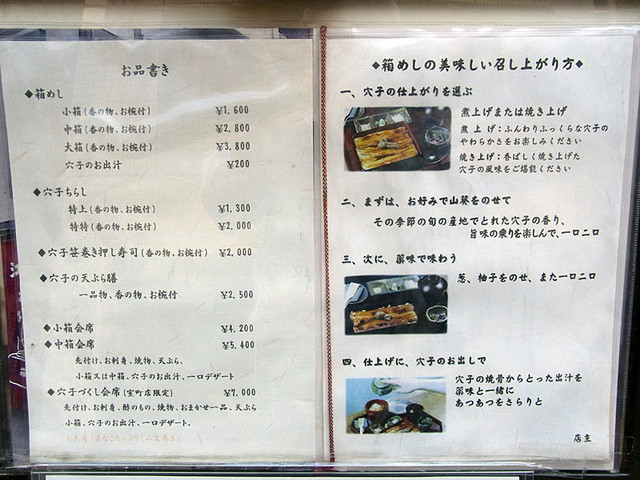 お品書き
◆箱めし
小箱(香の物、お椀付) ¥1,600
中箱(香の物、お椀付) ¥2,800
大箱(香の物、お椀付) ¥3,800
穴子のお出汁 ¥200
◆穴子ちらし
特上(香の物、お椀付) ¥1,300
特特(香の物、お椀付) ¥2,000
◆穴子笹巻き押し寿司(香の物、お椀付) ¥2,000
◆穴子の天ぷら膳
一品物、香の物、お椀付 ¥2,500
◆小箱会席 ¥4,200
◆中箱会席 ¥5,400
先付け、お刺身、焼物、天ぷら、
小箱又は中箱、穴子のお出汁、一口デザート
◆穴子づくし会席(室町店限定) ¥7,000
先付け、お刺身、酢のもの、焼物、おまかせ一品、天ぷら
小箱、穴子のお出汁、一口デザート、
◆箱めしの美味しい召し上がり方◆
一、穴子の仕上がりを選ぶ
煮上げまたは焼き上げ
煮 上 げ:ふんわりふっくらな穴子の
やわらかさをお楽しみください
焼き上げ:香ばしく焼き上げた
穴子の風味をご堪能ください
二、まずは、お好みで山葵をのせて
その季節の旬の産地でとれた穴子の香り、
旨味の乗りを楽しんで、一口二口
三、次に、薬味で味わう
葱、柚子をのせ、また一口二口
四、仕上げに、穴子のお出しで
穴子の焼骨からとった出汁を
薬味と一緒に
あつあつをさらりと
店主